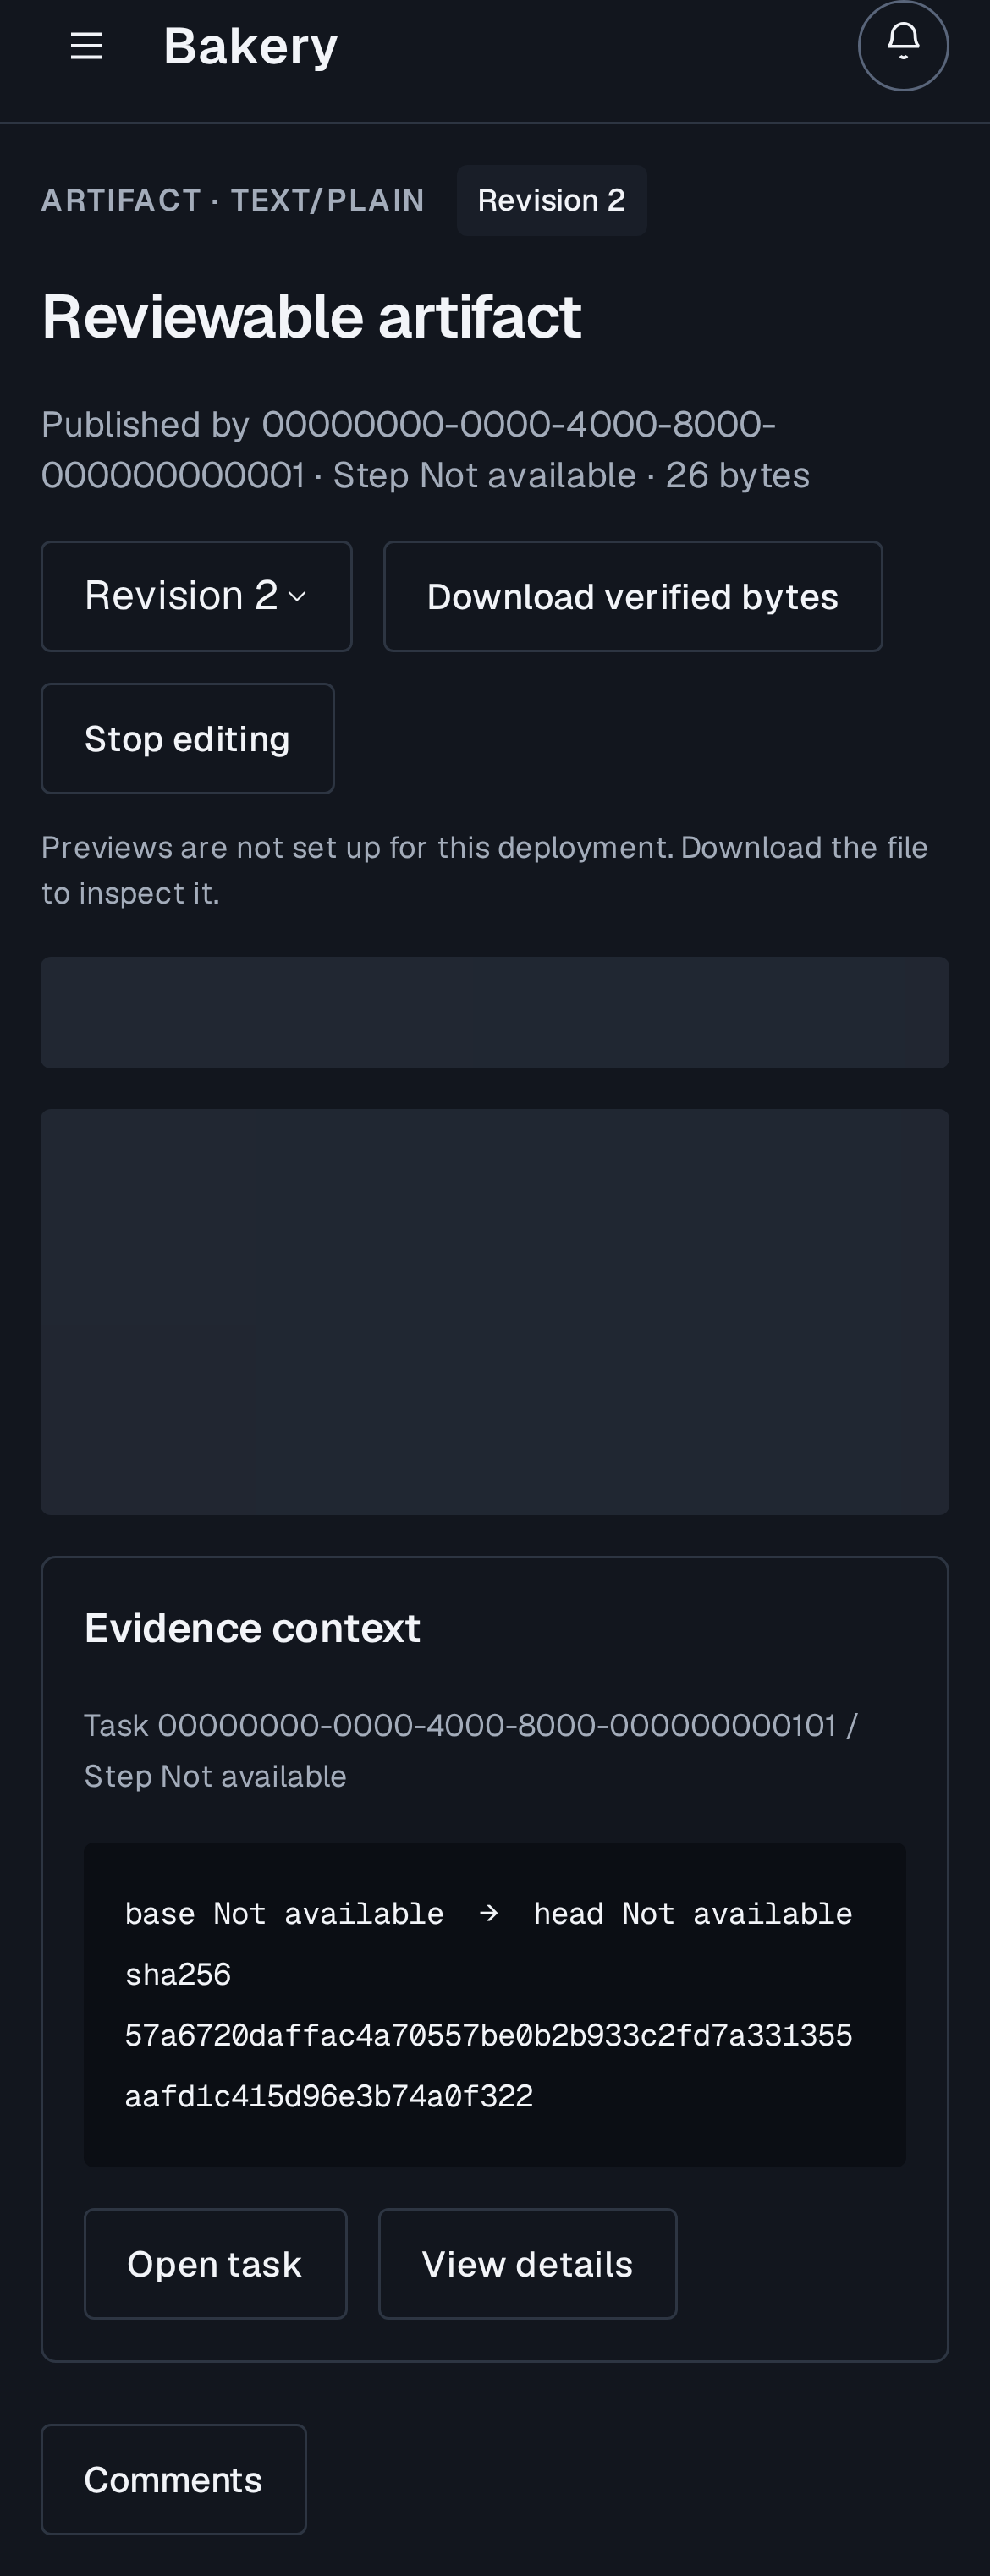 Bakery
ARTIFACT · TEXT/PLAIN
Revision 2
Reviewable artifact
Published by 00000000-0000-4000-8000-
000000000001 · Step Not available · 26 bytes
Revision 2
Download verified bytes
Stop editing
Previews are not set up for this deployment. Download the file
to inspect it.
Evidence context
Task 00000000-0000-4000-8000-000000000101 /
Step Not available
base Not available → head Not available
sha256
57a6720daffac4a70557be0b2b933c2fd7a331355
aafd1c415d96e3b74a0f322
Open task
View details
Comments